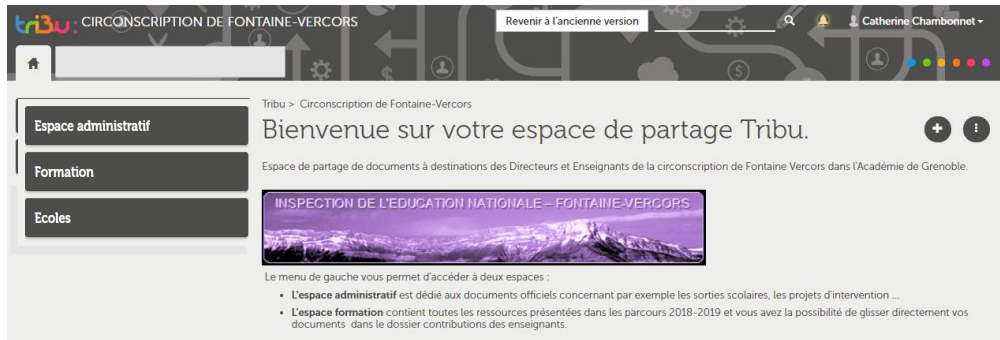 tribu: CIRCONSCRIPTION DE FONTAINE-VERCORS
Revenir à l'ancienne version
Catherine Chambonnet
Espace administratif
Formation
Ecoles
Tribu > Circonscription de Fontaine-Vercors
Bienvenue sur votre espace de partage Tribu.
Espace de partage de documents à destinations des Directeurs et Enseignants de la circonscription de Fontaine Vercors dans l'Académie de Grenoble.
INSPECTION DE L'EDUCATION NATIONALE – FONTAINE-VERCORS
Le menu de gauche vous permet d'accéder à deux espaces :
• L'espace administratif est dédié aux documents officiels concernant par exemple les sorties scolaires, les projets d'intervention ...
• L'espace formation contient toutes les ressources présentées dans les parcours 2018-2019 et vous avez la possibilité de glisser directement vos
documents dans le dossier contributions des enseignants.